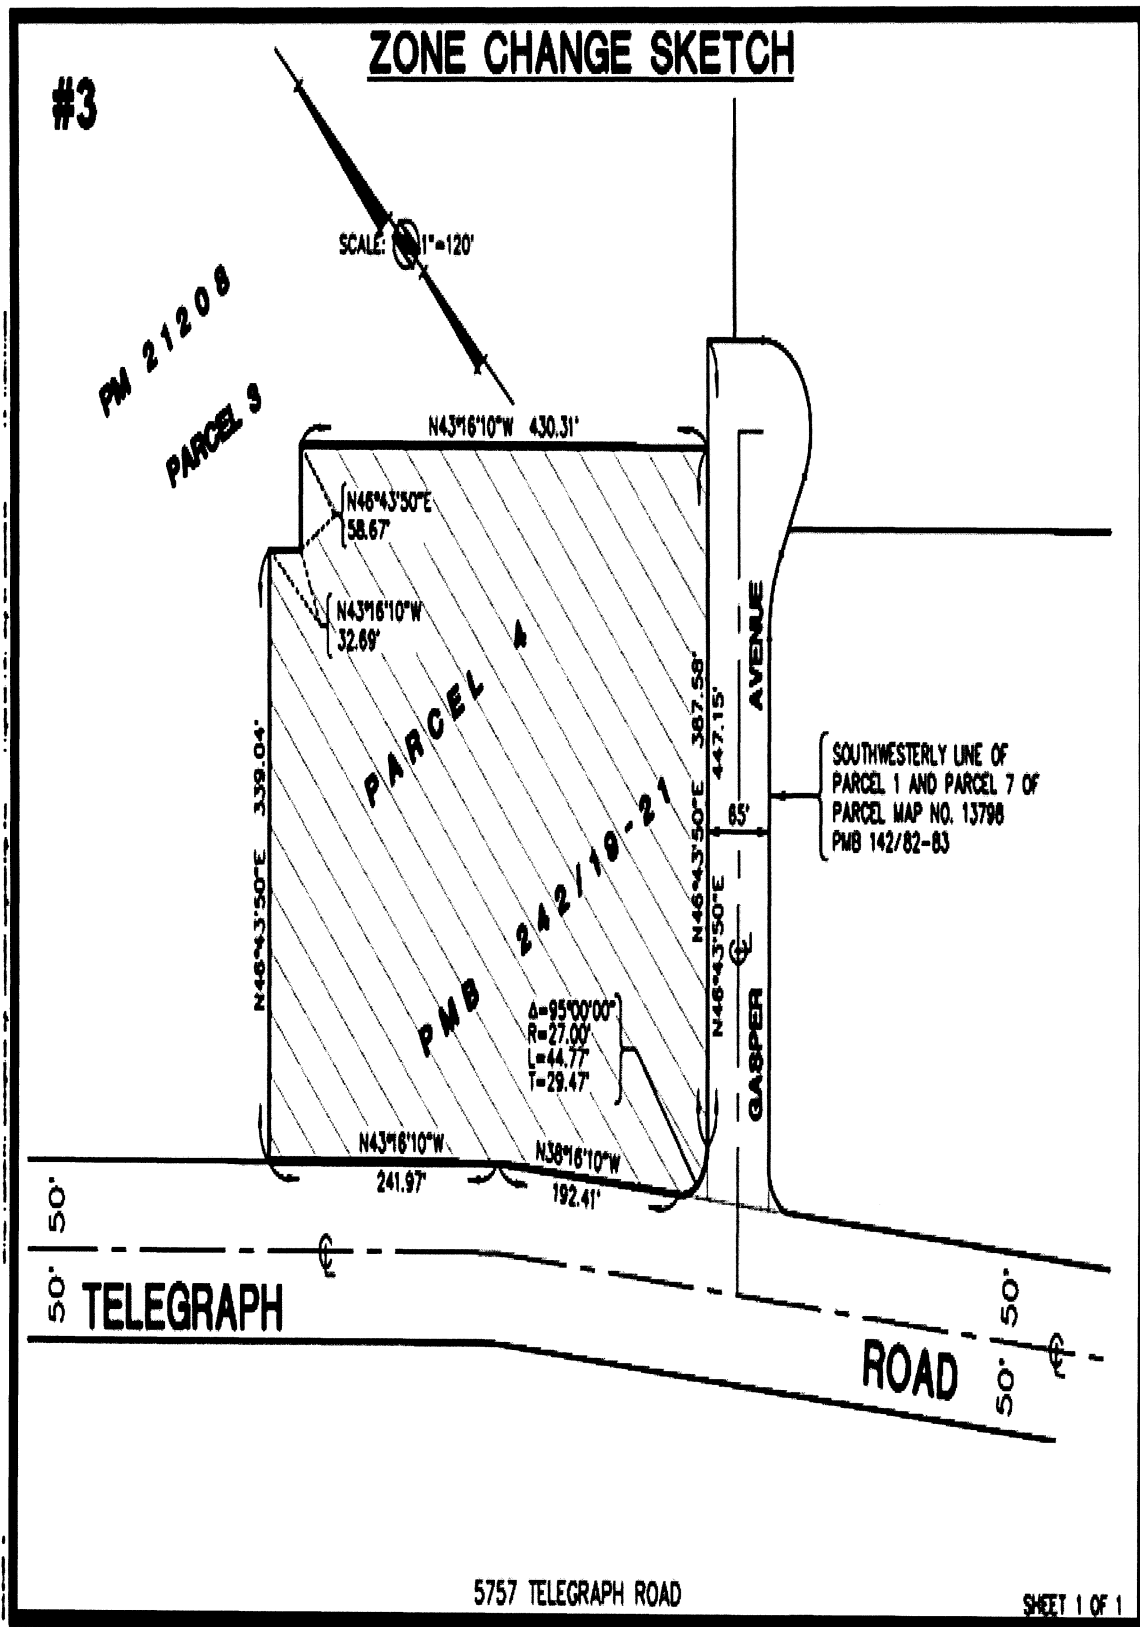 ZONE CHANGE SKETCH
#3
SCALE: 1"=120'
PM 21208
PARCEL 3
N43°16'10"W 430.31'
N46°43'50"E
58.67'
N43°16'10"W
32.69'
N46°43'50"E 339.04'
PARCEL 4
PMB 242/19-21
N46°43'50"E 387.58'
N46°43'50"E 447.15'
65'
GASPER AVENUE
SOUTHWESTERLY LINE OF
PARCEL 1 AND PARCEL 7 OF
PARCEL MAP NO. 13798
PMB 142/82-83
Δ=95°00'00"
R=27.00'
L=44.77'
T=29.47'
N43°16'10"W
241.97'
N38°16'10"W
192.41'
50'
50'
TELEGRAPH ROAD
50'
50'
5757 TELEGRAPH ROAD
SHEET 1 OF 1